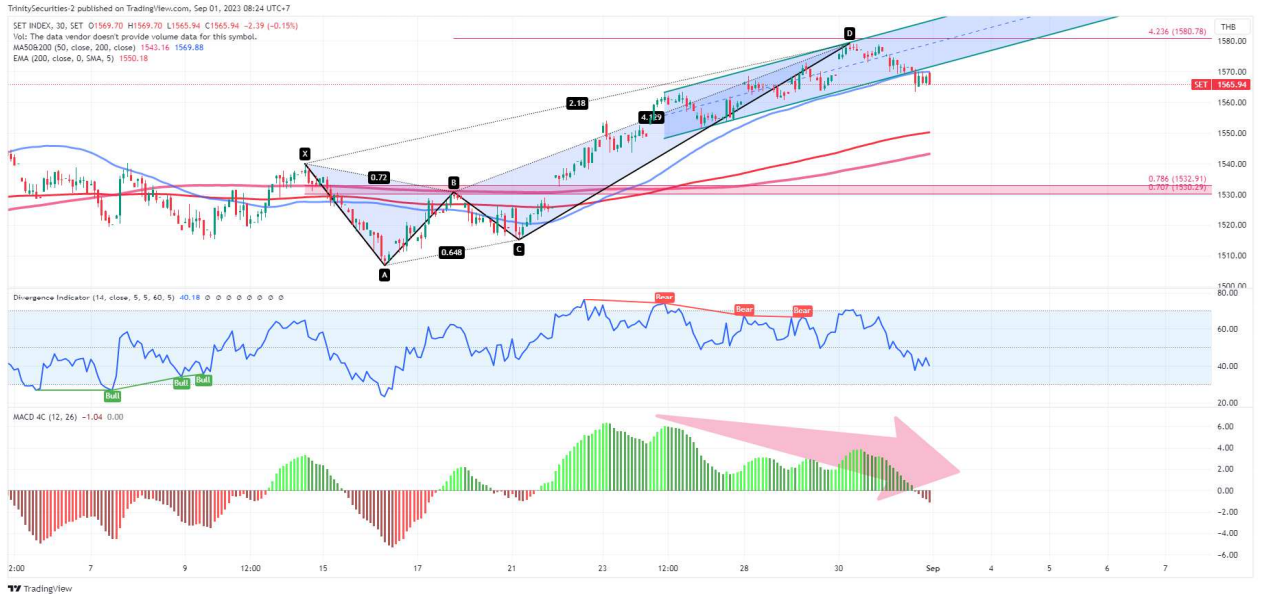 TrinitySecurities-2 published on TradingView.com, Sep 01, 2023 08:24 UTC+7
SET INDEX, 30, SET O1569.70 H1569.70 L1565.94 C1565.94 −2.39 (−0.15%)
Vol: The data vendor doesn't provide volume data for this symbol.
MA50&200 (50, close, 200, close) 1543.16 1569.88
EMA (200, close, 0, SMA, 5) 1550.18
THB
4.236 (1580.78)
1580.00
1570.00
SET 1565.94
1560.00
1550.00
1540.00
1530.00
1520.00
1510.00
1500.00
0.786 (1532.91)
0.707 (1530.29)
D
2.18
4.129
X
0.72
B
0.648
C
A
Divergence Indicator (14, close, 5, 5, 60, 5) 40.18 ∅ ∅ ∅ ∅ ∅ ∅ ∅ ∅
80.00
60.00
40.00
20.00
Bear
Bear
Bear
Bull
Bull
Bull
MACD 4C (12, 26) −1.04 0.00
6.00
4.00
2.00
0.00
−2.00
−4.00
−6.00
2:00 7 9 12:00 15 17 21 23 12:00 28 30 Sep 4 5 6 7
TradingView